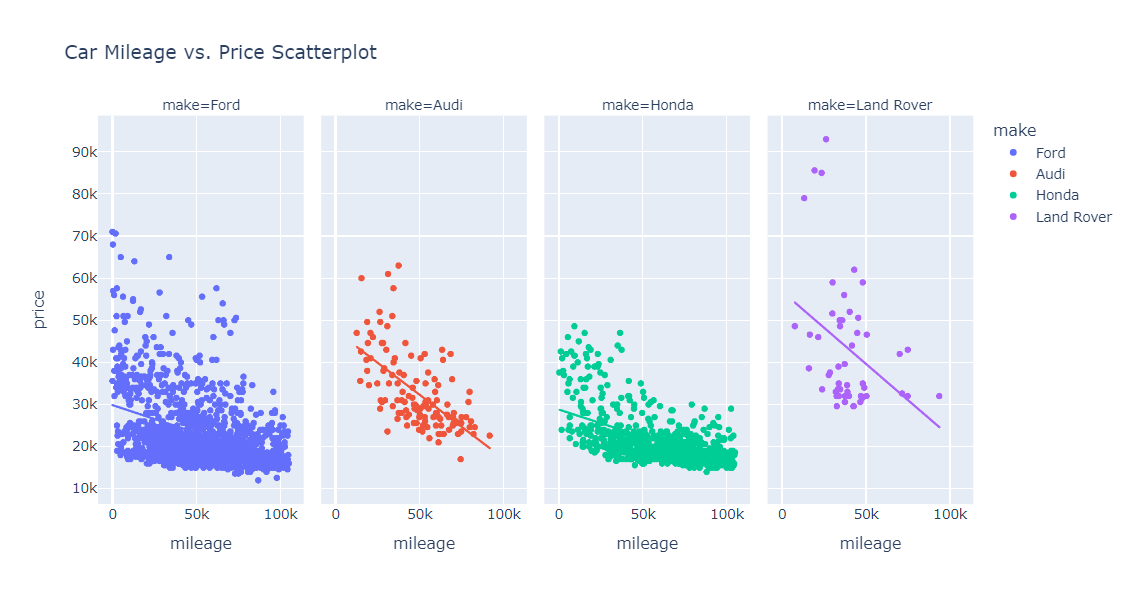 Car Mileage vs. Price Scatterplot
make=Ford make=Audi make=Honda make=Land Rover
make
Ford
Audi
Honda
Land Rover
90k
80k
70k
60k
50k
40k
30k
20k
10k
price
0 50k 100k 0 50k 100k 0 50k 100k 0 50k 100k
mileage mileage mileage mileage